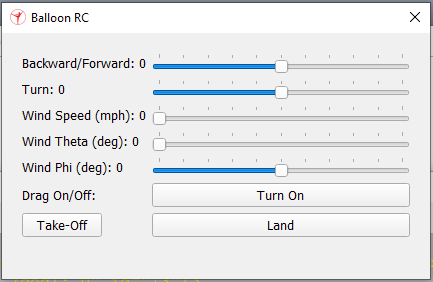 Balloon RC
Backward/Forward: 0
Turn: 0
Wind Speed (mph): 0
Wind Theta (deg): 0
Wind Phi (deg): 0
Drag On/Off: Turn On
Take-Off Land